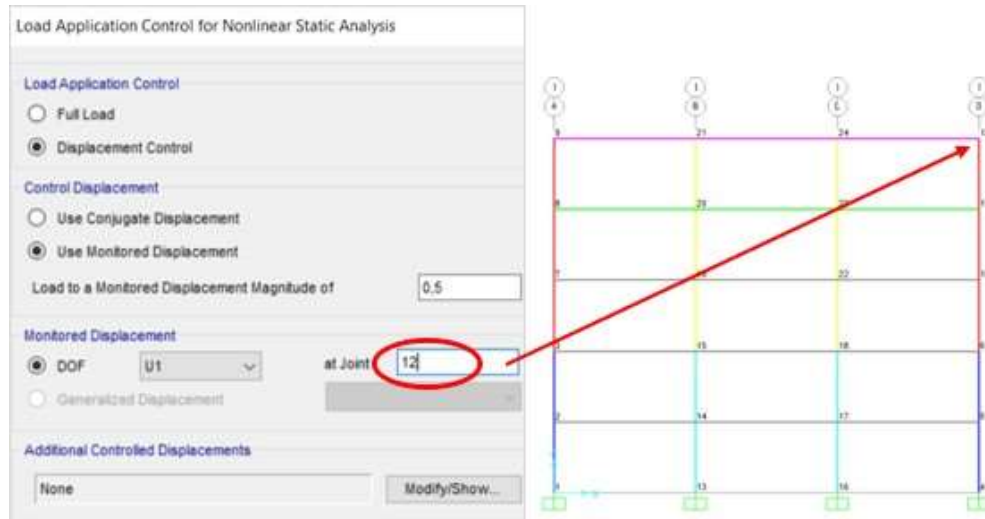 Load Application Control for Nonlinear Static Analysis
Load Application Control
Full Load
Displacement Control
Control Displacement
Use Conjugate Displacement
Use Monitored Displacement
Load to a Monitored Displacement Magnitude of 0,5
Monitored Displacement
DOF U1 at Joint 12
Generalized Displacement
Additional Controlled Displacements
None Modify/Show...
21 24
22
15 18
14 17
13 16